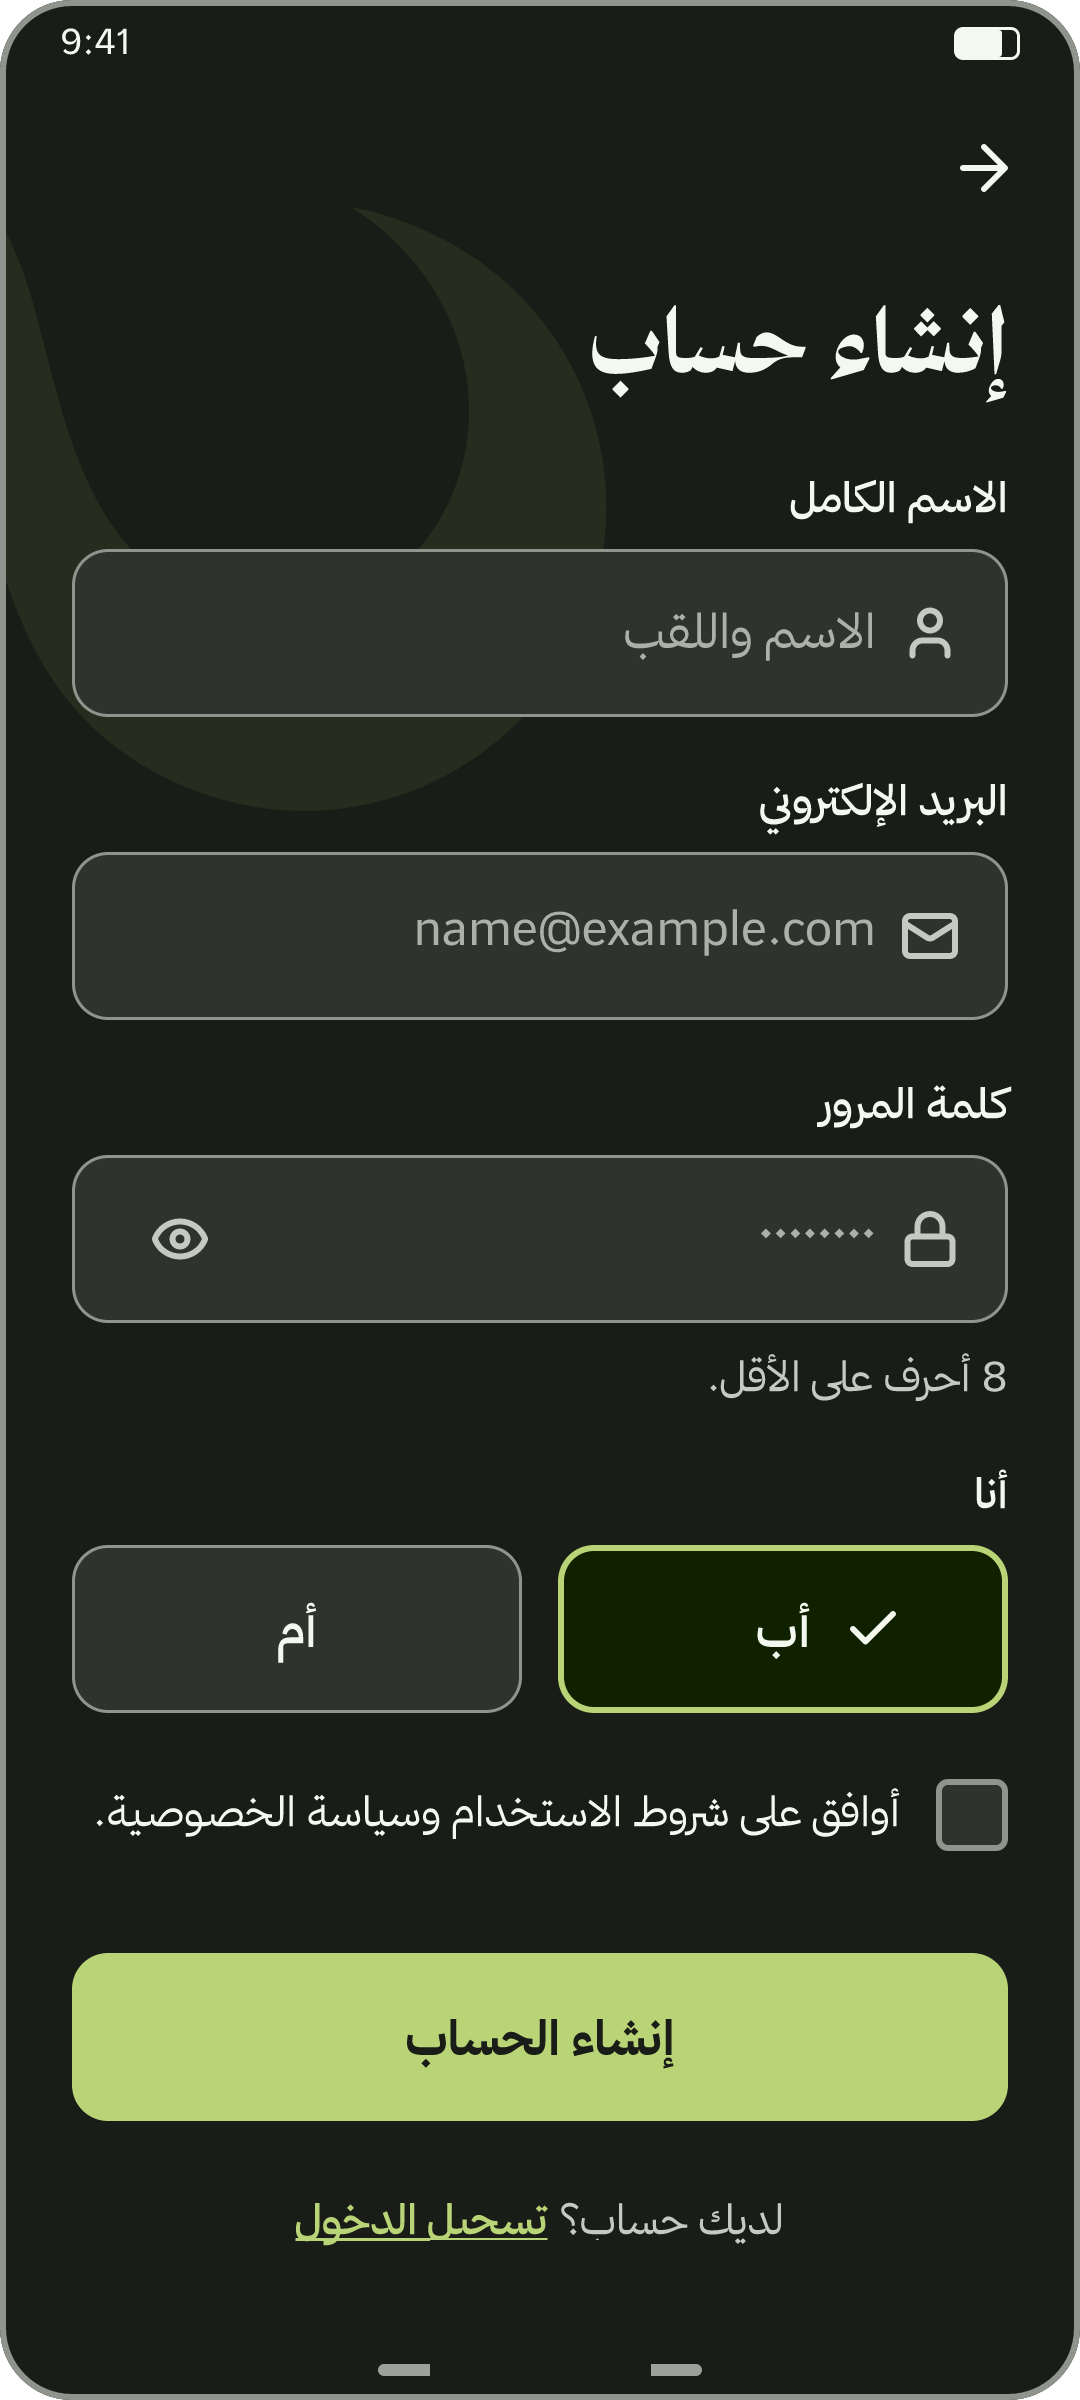 9:41
إنشاء حساب
الاسم الكامل
الاسم واللقب
البريد الإلكتروني
name@example.com
كلمة المرور
········
8 أحرف على الأقل.
أنا
أب
أم
أوافق على شروط الاستخدام وسياسة الخصوصية.
إنشاء الحساب
لديك حساب؟ تسجيل الدخول